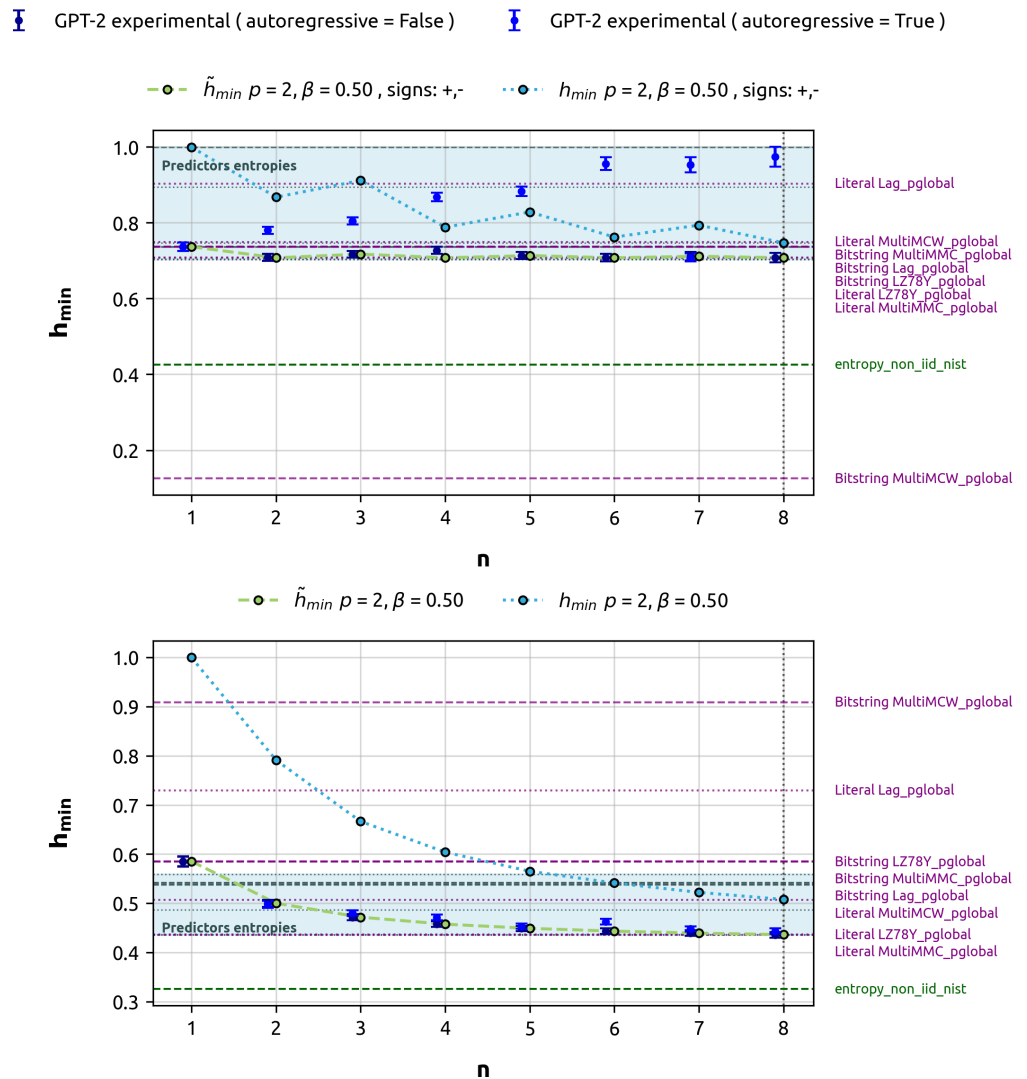 GPT-2 experimental ( autoregressive = False ) GPT-2 experimental ( autoregressive = True )
h̃min p = 2, β = 0.50 , signs: +,- hmin p = 2, β = 0.50 , signs: +,-
1.0
Predictors entropies
Literal Lag_pglobal
0.8
Literal MultiMCW_pglobal
Bitstring MultiMMC_pglobal
Bitstring Lag_pglobal
Bitstring LZ78Y_pglobal
Literal LZ78Y_pglobal
Literal MultiMMC_pglobal
0.6
hmin
0.4
entropy_non_iid_nist
0.2
Bitstring MultiMCW_pglobal
1 2 3 4 5 6 7 8
n
h̃min p = 2, β = 0.50 hmin p = 2, β = 0.50
1.0
0.9
Bitstring MultiMCW_pglobal
0.8
Literal Lag_pglobal
0.7
hmin
0.6
Bitstring LZ78Y_pglobal
Bitstring MultiMMC_pglobal
Bitstring Lag_pglobal
0.5
Literal MultiMCW_pglobal
Predictors entropies
Literal LZ78Y_pglobal
Literal MultiMMC_pglobal
0.4
entropy_non_iid_nist
0.3
1 2 3 4 5 6 7 8
n